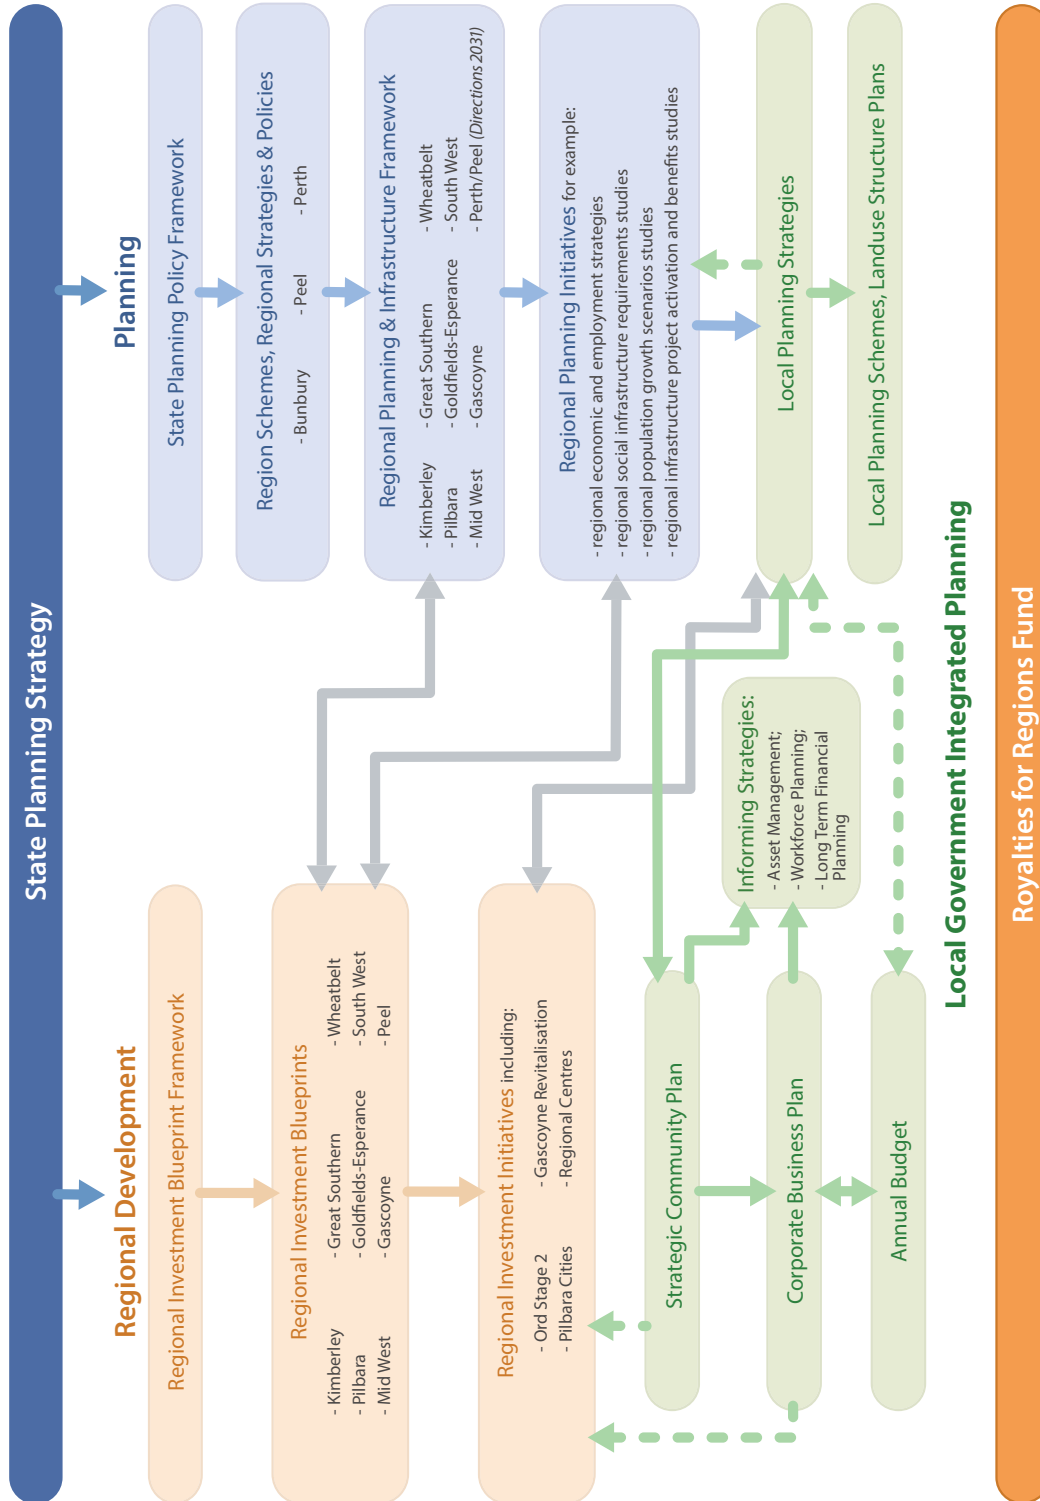 State Planning Strategy
Regional Development
Regional Investment Blueprint Framework
Regional Investment Blueprints
- Kimberley
- Pilbara
- Mid West
- Great Southern
- Goldfields-Esperance
- Gascoyne
- Wheatbelt
- South West
- Peel
Regional Investment Initiatives including:
- Ord Stage 2
- Pilbara Cities
- Gascoyne Revitalisation
- Regional Centres
Planning
State Planning Policy Framework
Region Schemes, Regional Strategies & Policies
- Bunbury
- Peel
- Perth
Regional Planning & Infrastructure Framework
- Kimberley
- Pilbara
- Mid West
- Great Southern
- Goldfields-Esperance
- Gascoyne
- Wheatbelt
- South West
- Perth/Peel (Directions 2031)
Regional Planning Initiatives for example:
- regional economic and employment strategies
- regional social infrastructure requirements studies
- regional population growth scenarios studies
- regional infrastructure project activation and benefits studies
Strategic Community Plan
Corporate Business Plan
Annual Budget
Informing Strategies:
- Asset Management;
- Workforce Planning;
- Long Term Financial
Planning
Local Planning Strategies
Local Planning Schemes, Landuse Structure Plans
Local Government Integrated Planning
Royalties for Regions Fund